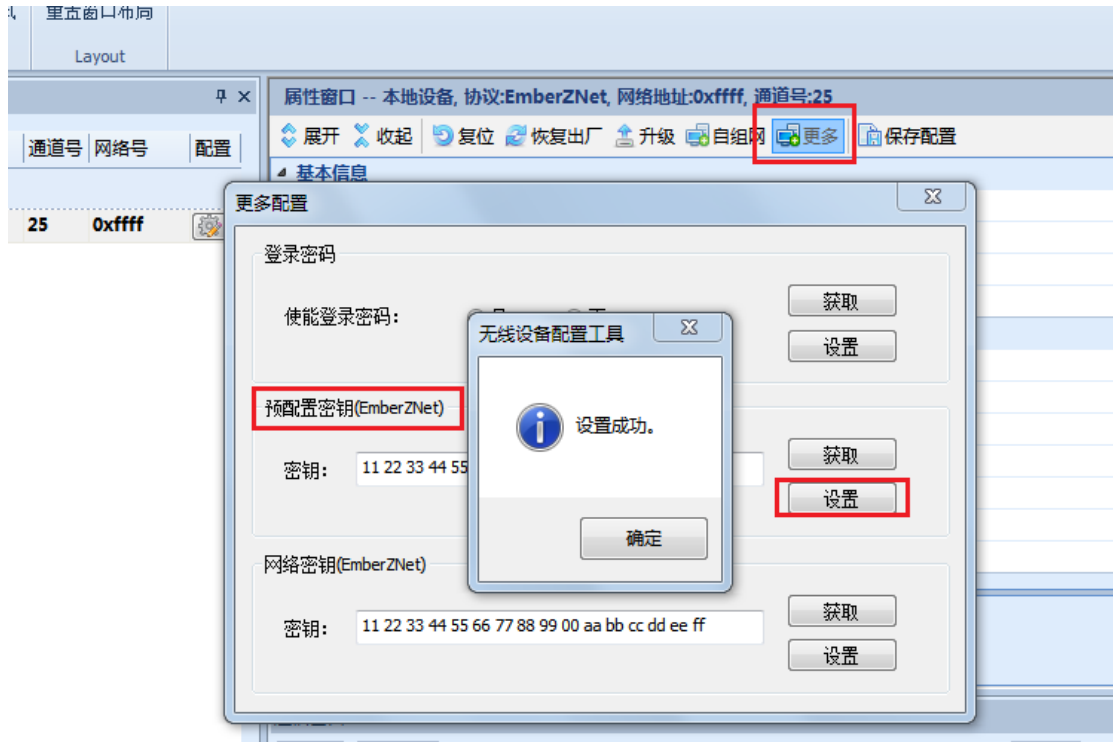 重置窗口布局
Layout
属性窗口 -- 本地设备, 协议:EmberZNet, 网络地址:0xffff, 通道号:25
通道号 网络号 配置
展开 收起 复位 恢复出厂 升级 自组网 更多 保存配置
基本信息
25 0xffff
更多配置
登录密码
使能登录密码：
获取
设置
无线设备配置工具
设置成功。
确定
预配置密钥(EmberZNet)
密钥： 11 22 33 44 55
获取
设置
网络密钥(EmberZNet)
密钥： 11 22 33 44 55 66 77 88 99 00 aa bb cc dd ee ff
获取
设置